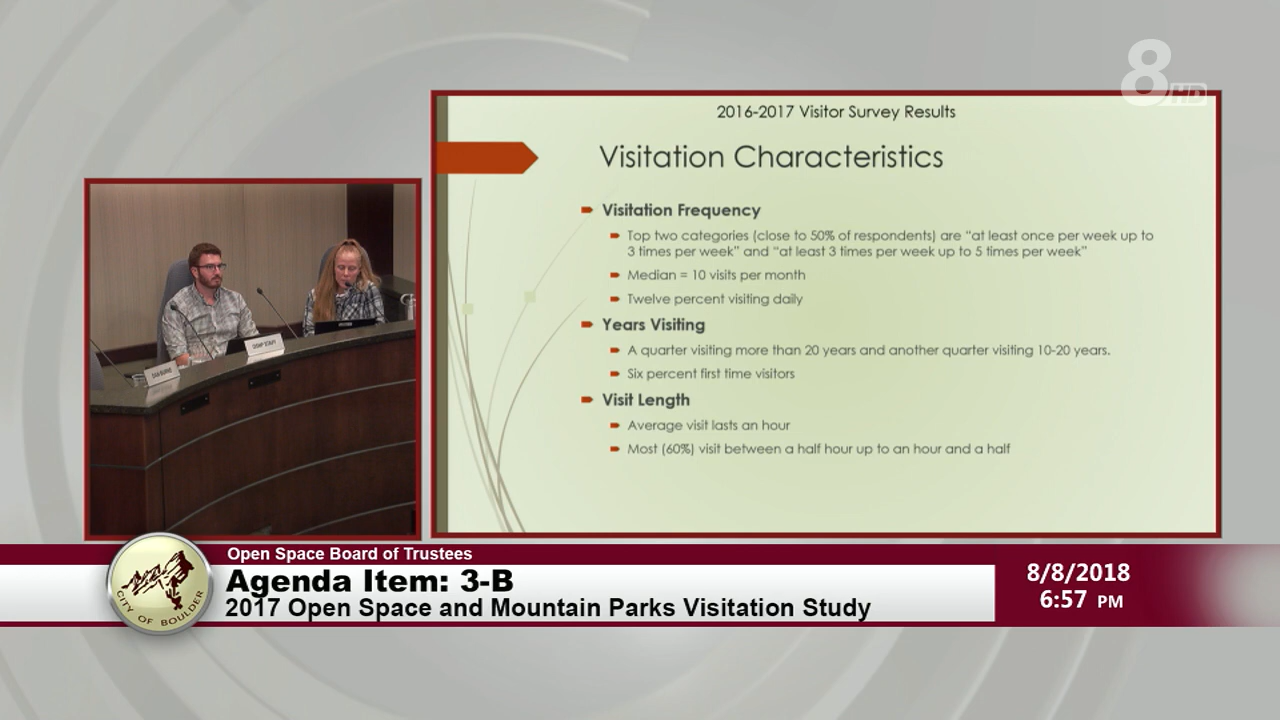 8HD
2016-2017 Visitor Survey Results
Visitation Characteristics
Visitation Frequency
Top two categories (close to 50% of respondents) are “at least once per week up to
3 times per week” and “at least 3 times per week up to 5 times per week”
Median = 10 visits per month
Twelve percent visiting daily
Years Visiting
A quarter visiting more than 20 years and another quarter visiting 10-20 years.
Six percent first time visitors
Visit Length
Average visit lasts an hour
Most (60%) visit between a half hour up to an hour and a half
DAN BURKE
OSMP STAFF
CITY OF BOULDER
Open Space Board of Trustees
Agenda Item: 3-B
2017 Open Space and Mountain Parks Visitation Study
8/8/2018
6:57 PM